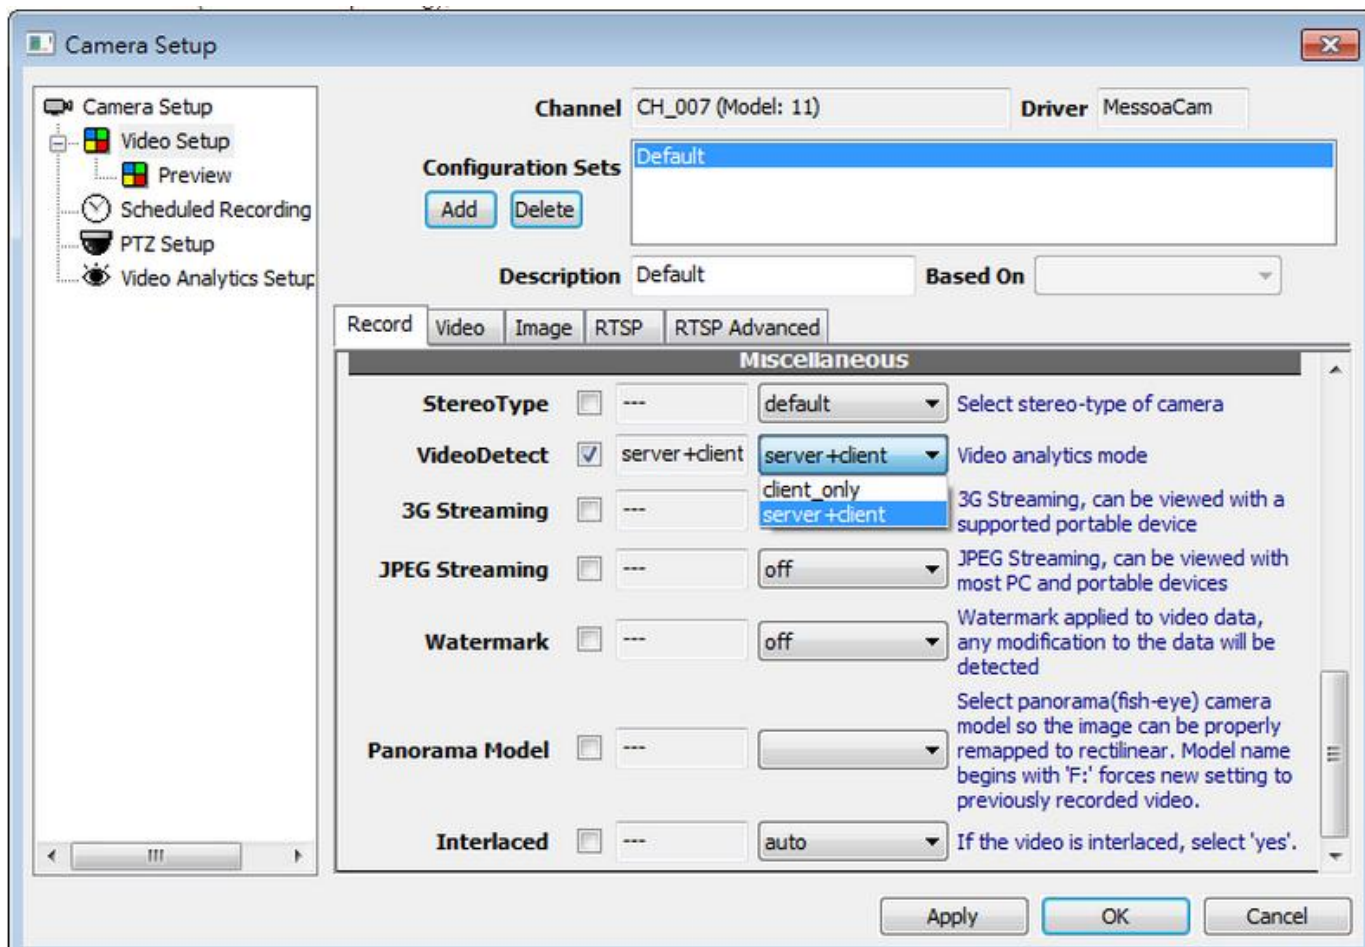 Camera Setup
Camera Setup
Video Setup
Preview
Scheduled Recording
PTZ Setup
Video Analytics Setup
Channel CH_007 (Model: 11) Driver MessoaCam
Configuration Sets Default
Add Delete
Description Default Based On
Record Video Image RTSP RTSP Advanced
Miscellaneous
StereoType --- default Select stereo-type of camera
VideoDetect server+client server+client Video analytics mode
client_only
server+client
3G Streaming --- 3G Streaming, can be viewed with a
supported portable device
JPEG Streaming --- off JPEG Streaming, can be viewed with
most PC and portable devices
Watermark --- off Watermark applied to video data,
any modification to the data will be
detected
Panorama Model --- Select panorama(fish-eye) camera
model so the image can be properly
remapped to rectilinear. Model name
begins with 'F:' forces new setting to
previously recorded video.
Interlaced --- auto If the video is interlaced, select 'yes'.
Apply OK Cancel